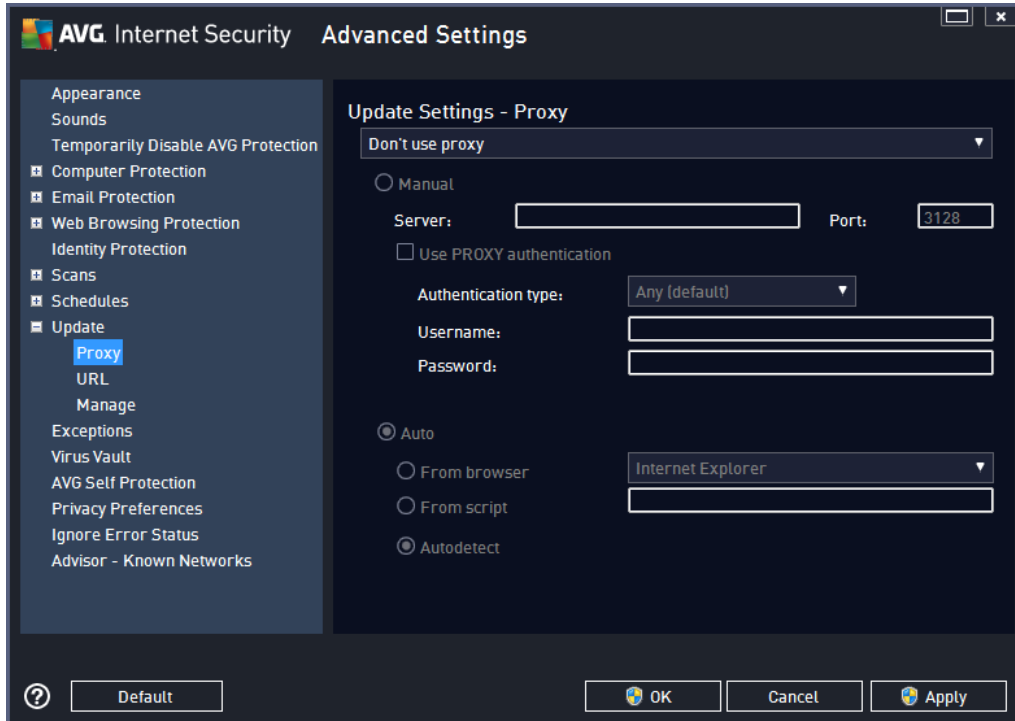 AVG. Internet Security Advanced Settings
Appearance
Sounds
Temporarily Disable AVG Protection
Computer Protection
Email Protection
Web Browsing Protection
Identity Protection
Scans
Schedules
Update
Proxy
URL
Manage
Exceptions
Virus Vault
AVG Self Protection
Privacy Preferences
Ignore Error Status
Advisor - Known Networks
Update Settings - Proxy
Don't use proxy
Manual
Server: Port: 3128
Use PROXY authentication
Authentication type: Any (default)
Username:
Password:
Auto
From browser Internet Explorer
From script
Autodetect
Default OK Cancel Apply